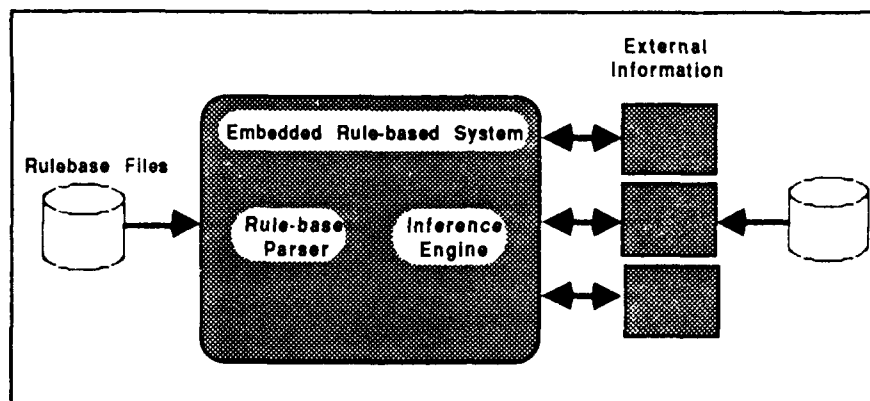 External
Information
Embedded Rule-based System
Rulebase Files
Rule-base
Parser
Inference
Engine